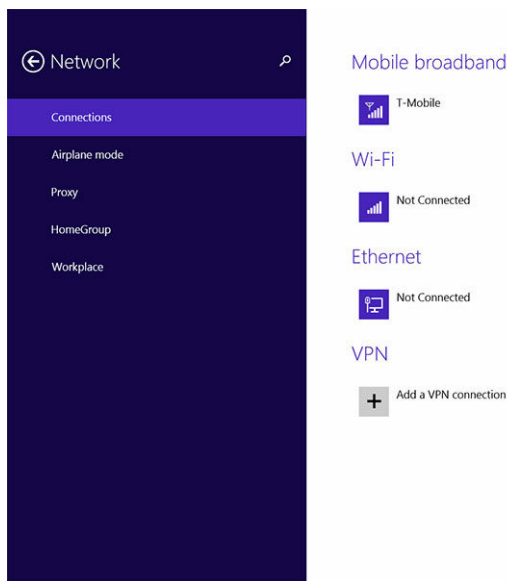 Network
Connections
Airplane mode
Proxy
HomeGroup
Workplace
Mobile broadband
T-Mobile
Wi-Fi
Not Connected
Ethernet
Not Connected
VPN
Add a VPN connection